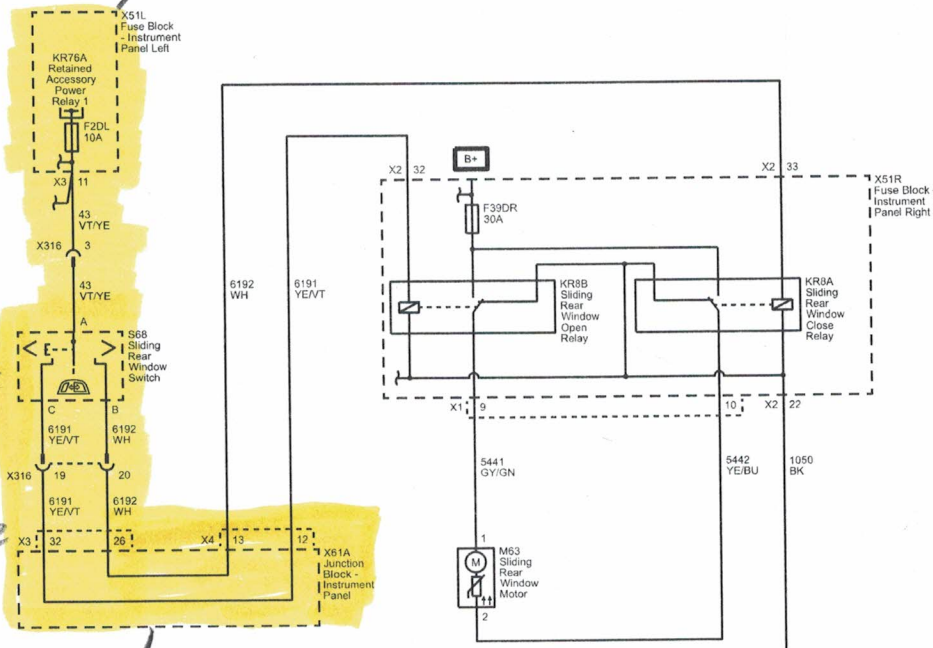 X51L
Fuse Block
- Instrument
Panel Left
KR76A
Retained
Accessory
Power
Relay 1
F2DL
10A
X3 11
43
VT/YE
X316 3
43
VT/YE
A
S68
Sliding
Rear
Window
Switch
C B
6191
YE/VT
6192
WH
X316 19 20
6191
YE/VT
6192
WH
X3 32 26 X4 13 12
X61A
Junction
Block -
Instrument
Panel
6192
WH
6191
YE/VT
B+
X2 32
X2 33
X51R
Fuse Block -
Instrument
Panel Right
F39DR
30A
KR8B
Sliding
Rear
Window
Open
Relay
KR8A
Sliding
Rear
Window
Close
Relay
X1 9 10 X2 22
5441
GY/GN
5442
YE/BU
1050
BK
1
M
M63
Sliding
Rear
Window
Motor
2